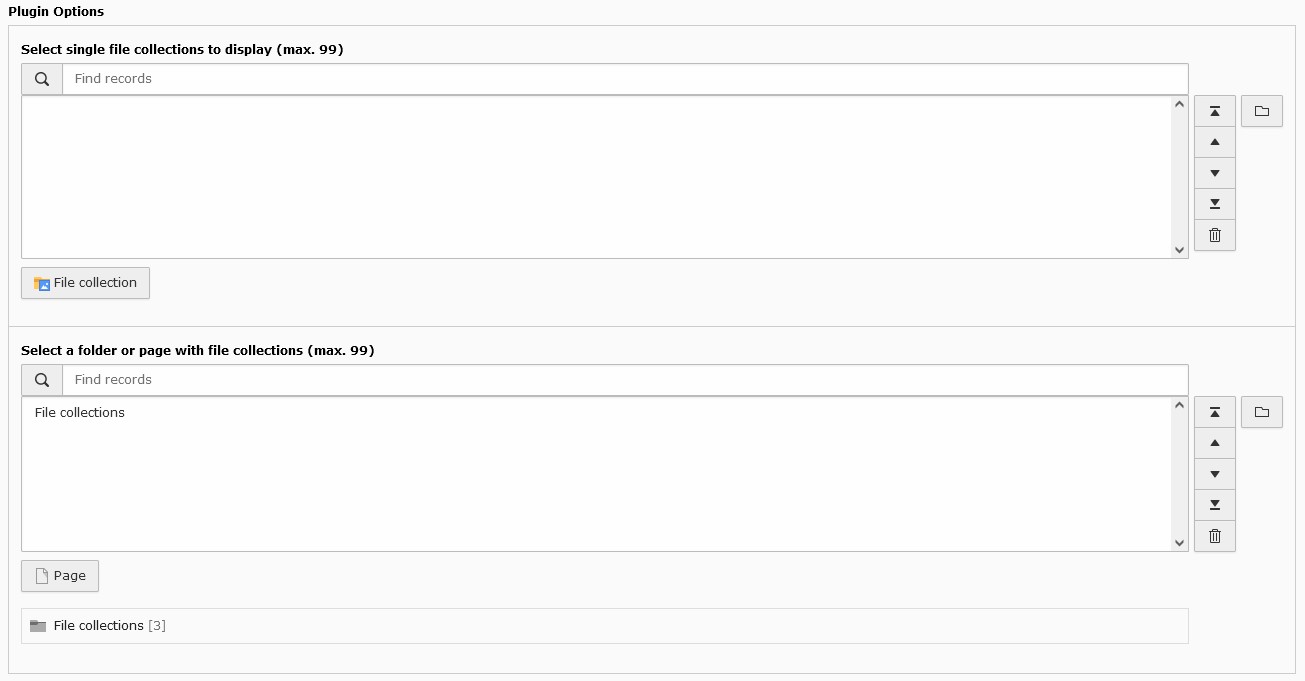 Plugin Options
Select single file collections to display (max. 99)
Find records
File collection
Select a folder or page with file collections (max. 99)
Find records
File collections
Page
File collections [3]